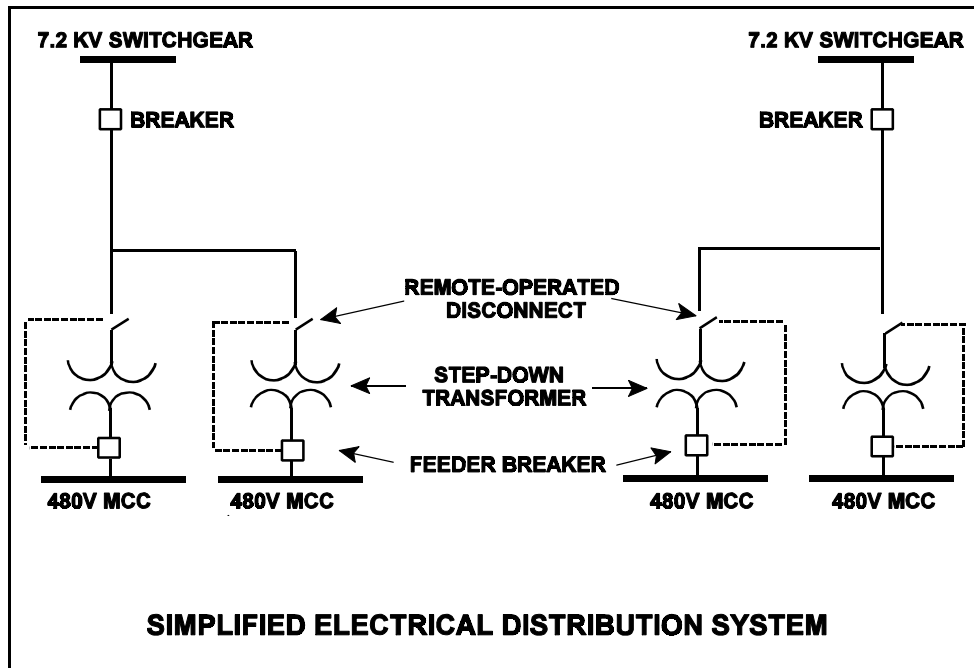 7.2 KV SWITCHGEAR
7.2 KV SWITCHGEAR
BREAKER
BREAKER
REMOTE-OPERATED
DISCONNECT
STEP-DOWN
TRANSFORMER
FEEDER BREAKER
480V MCC
480V MCC
480V MCC
480V MCC
SIMPLIFIED ELECTRICAL DISTRIBUTION SYSTEM